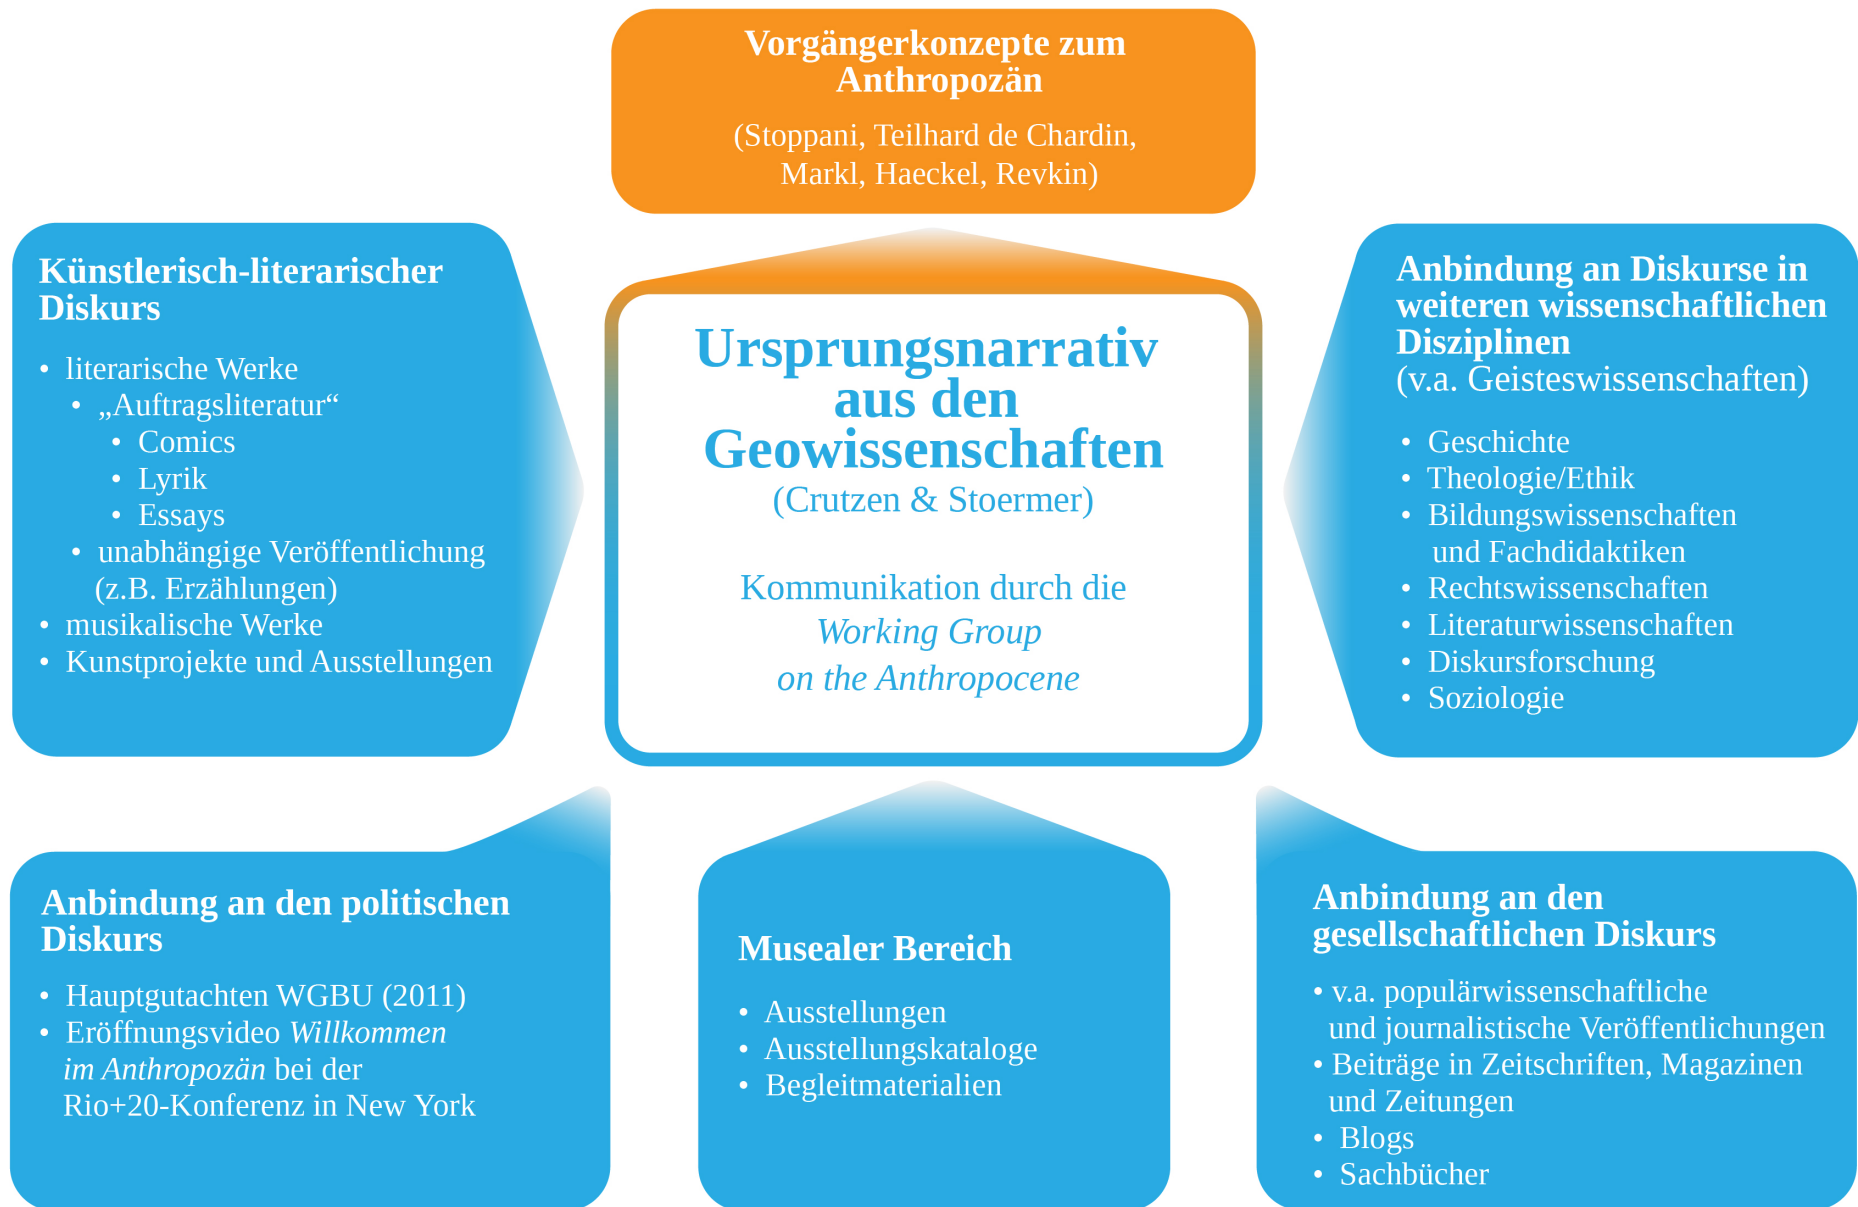 Vorgängerkonzepte zum
Anthropozän
(Stoppani, Teilhard de Chardin,
Markl, Haeckel, Revkin)
Künstlerisch-literarischer
Diskurs
• literarische Werke
• „Auftragsliteratur“
• Comics
• Lyrik
• Essays
• unabhängige Veröffentlichung
(z.B. Erzählungen)
• musikalische Werke
• Kunstprojekte und Ausstellungen
Ursprungsnarrativ
aus den
Geowissenschaften
(Crutzen & Stoermer)
Kommunikation durch die
Working Group
on the Anthropocene
Anbindung an Diskurse in
weiteren wissenschaftlichen
Disziplinen
(v.a. Geisteswissenschaften)
• Geschichte
• Theologie/Ethik
• Bildungswissenschaften
und Fachdidaktiken
• Rechtswissenschaften
• Literaturwissenschaften
• Diskursforschung
• Soziologie
Anbindung an den politischen
Diskurs
• Hauptgutachten WGBU (2011)
• Eröffnungsvideo Willkommen
im Anthropozän bei der
Rio+20-Konferenz in New York
Musealer Bereich
• Ausstellungen
• Ausstellungskataloge
• Begleitmaterialien
Anbindung an den
gesellschaftlichen Diskurs
• v.a. populärwissenschaftliche
und journalistische Veröffentlichungen
• Beiträge in Zeitschriften, Magazinen
und Zeitungen
• Blogs
• Sachbücher